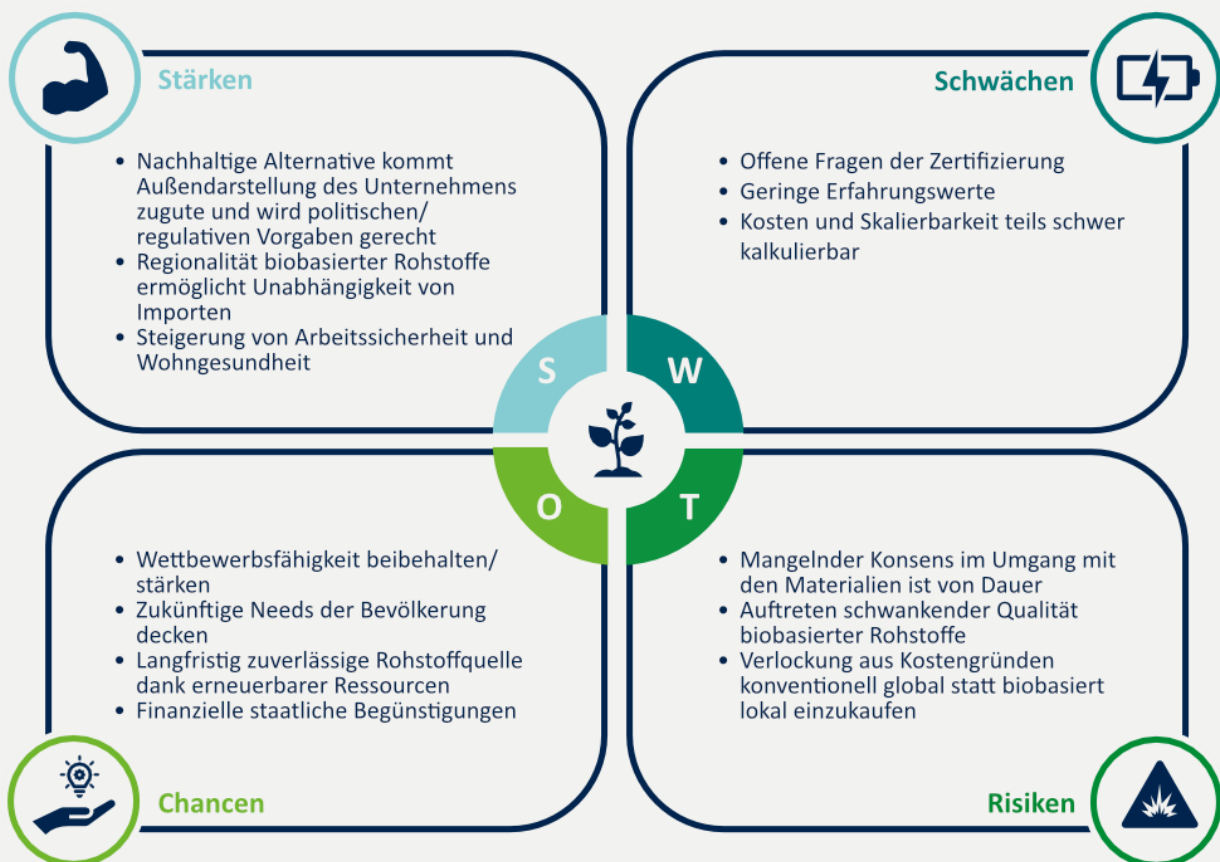 Stärken
• Nachhaltige Alternative kommt
Außendarstellung des Unternehmens
zugute und wird politischen/
regulativen Vorgaben gerecht
• Regionalität biobasierter Rohstoffe
ermöglicht Unabhängigkeit von
Importen
• Steigerung von Arbeitssicherheit und
Wohngesundheit
Schwächen
• Offene Fragen der Zertifizierung
• Geringe Erfahrungswerte
• Kosten und Skalierbarkeit teils schwer
kalkulierbar
S
W
O
T
• Wettbewerbsfähigkeit beibehalten/
stärken
• Zukünftige Needs der Bevölkerung
decken
• Langfristig zuverlässige Rohstoffquelle
dank erneuerbarer Ressourcen
• Finanzielle staatliche Begünstigungen
Chancen
• Mangelnder Konsens im Umgang mit
den Materialien ist von Dauer
• Auftreten schwankender Qualität
biobasierter Rohstoffe
• Verlockung aus Kostengründen
konventionell global statt biobasiert
lokal einzukaufen
Risiken